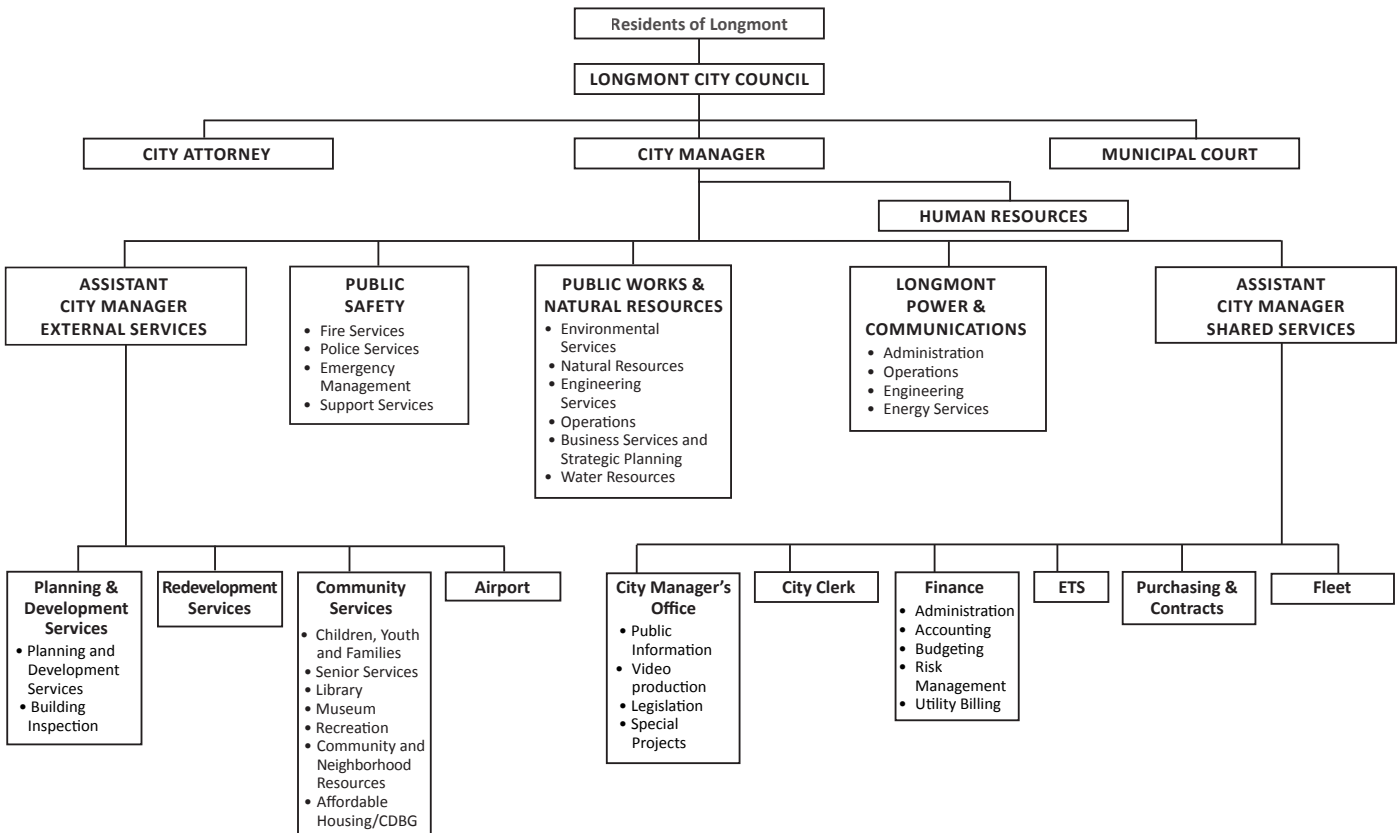 Residents of Longmont
LONGMONT CITY COUNCIL
CITY ATTORNEY
CITY MANAGER
MUNICIPAL COURT
HUMAN RESOURCES
ASSISTANT
CITY MANAGER
EXTERNAL SERVICES
PUBLIC
SAFETY
• Fire Services
• Police Services
• Emergency
Management
• Support Services
PUBLIC WORKS &
NATURAL RESOURCES
• Environmental
Services
• Natural Resources
• Engineering
Services
• Operations
• Business Services and
Strategic Planning
• Water Resources
LONGMONT
POWER &
COMMUNICATIONS
• Administration
• Operations
• Engineering
• Energy Services
ASSISTANT
CITY MANAGER
SHARED SERVICES
Planning &
Development
Services
• Planning and
Development
Services
• Building
Inspection
Redevelopment
Services
Community
Services
• Children, Youth
and Families
• Senior Services
• Library
• Museum
• Recreation
• Community and
Neighborhood
Resources
• Affordable
Housing/CDBG
Airport
City Manager's
Office
• Public
Information
• Video
production
• Legislation
• Special
Projects
City Clerk
Finance
• Administration
• Accounting
• Budgeting
• Risk
Management
• Utility Billing
ETS
Purchasing &
Contracts
Fleet